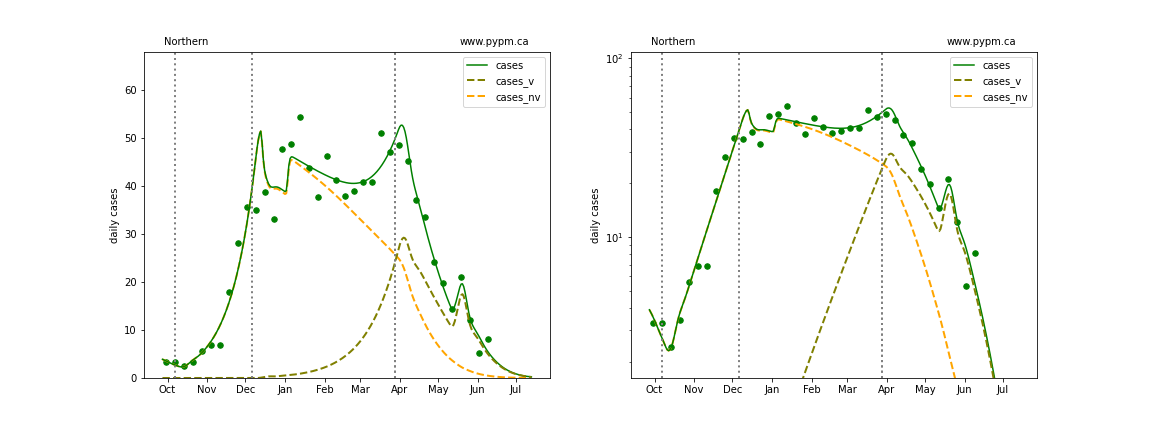 Northern www.pypm.ca
cases
cases_v
cases_nv
daily cases
60
50
40
30
20
10
0
Oct Nov Dec Jan Feb Mar Apr May Jun Jul
Northern www.pypm.ca
cases
cases_v
cases_nv
daily cases
10²
10¹
Oct Nov Dec Jan Feb Mar Apr May Jun Jul